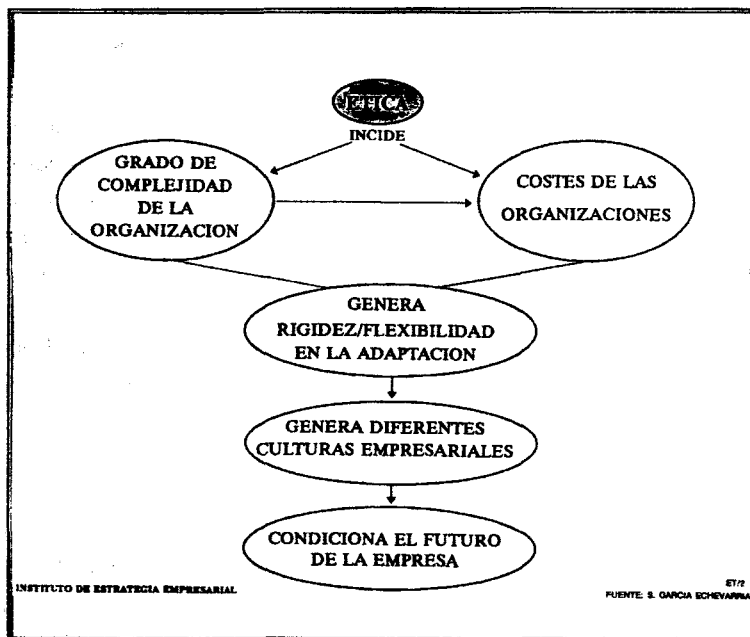 ETICA
INCIDE
GRADO DE
COMPLEJIDAD
DE LA
ORGANIZACION
COSTES DE LAS
ORGANIZACIONES
GENERA
RIGIDEZ/FLEXIBILIDAD
EN LA ADAPTACION
GENERA DIFERENTES
CULTURAS EMPRESARIALES
CONDICIONA EL FUTURO
DE LA EMPRESA
INSTITUTO DE ESTRATEGIA EMPRESARIAL
ET/2
FUENTE: S. GARCIA ECHEVARRIA